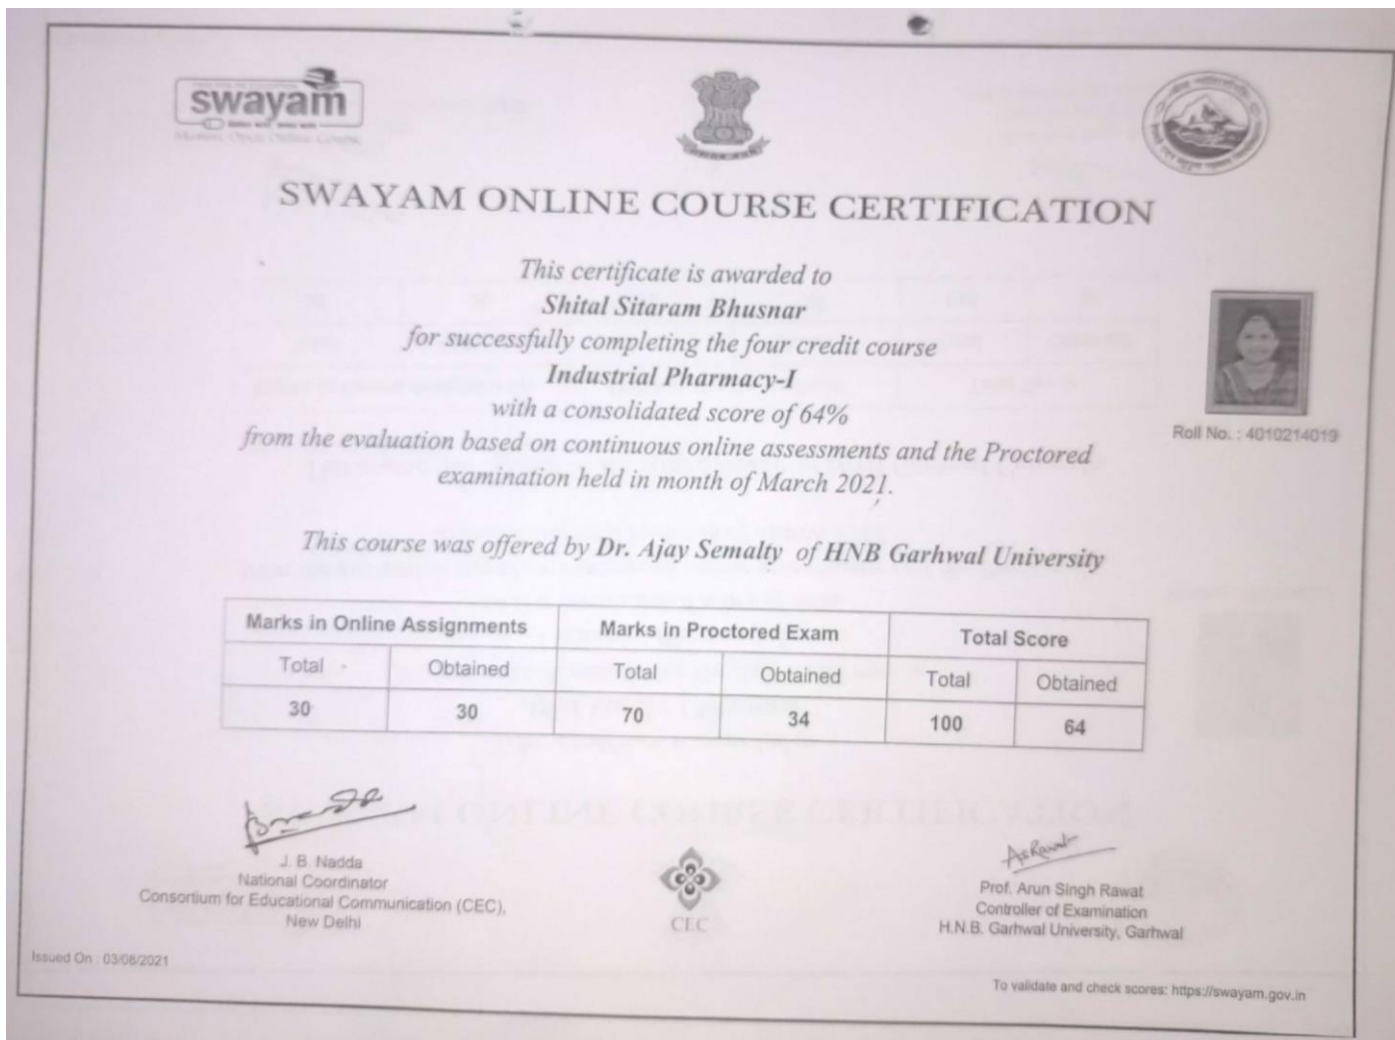 swayam
SWAYAM ONLINE COURSE CERTIFICATION
This certificate is awarded to
Shital Sitaram Bhusnar
for successfully completing the four credit course
Industrial Pharmacy-I
with a consolidated score of 64%
from the evaluation based on continuous online assessments and the Proctored
examination held in month of March 2021.
Roll No. : 4010214019
This course was offered by Dr. Ajay Semalty of HNB Garhwal University
Marks in Online Assignments Marks in Proctored Exam Total Score
Total Obtained Total Obtained Total Obtained
30 30 70 34 100 64
J. B. Nadda
National Coordinator
Consortium for Educational Communication (CEC),
New Delhi
CEC
Prof. Arun Singh Rawat
Controller of Examination
H.N.B. Garhwal University, Garhwal
Issued On : 03/08/2021
To validate and check scores: https://swayam.gov.in